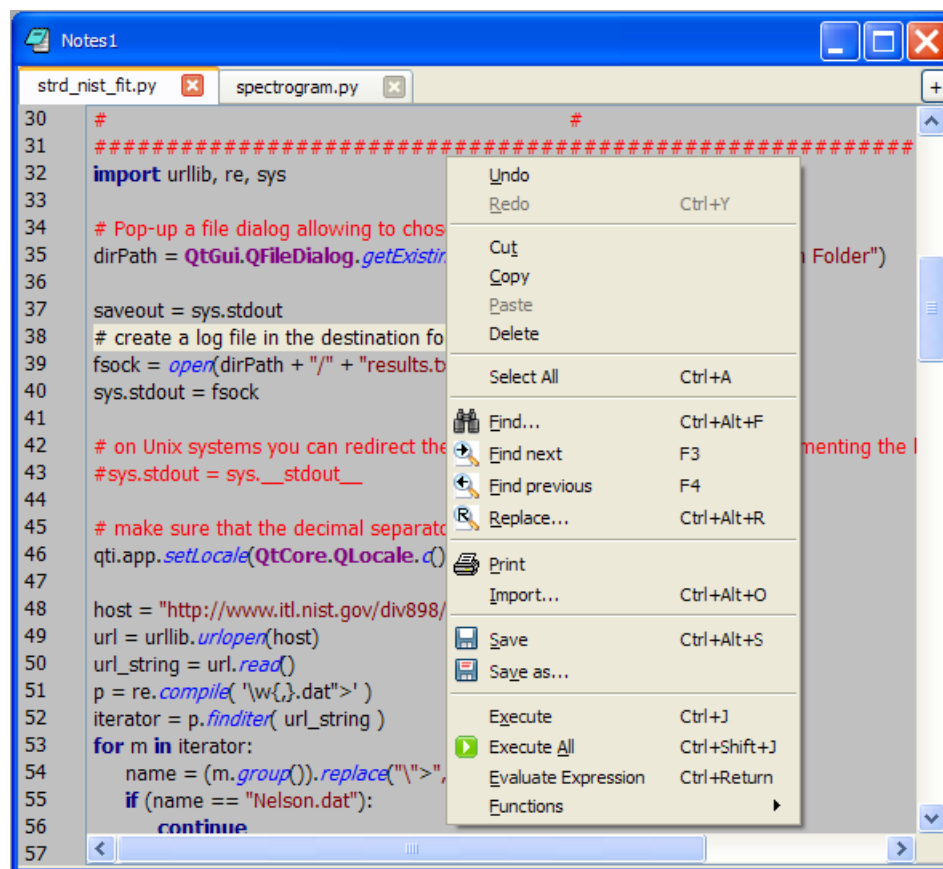 Notes1
strd_nist_fit.py spectrogram.py +
30 # #
31 #########################################################
32 import urllib, re, sys
33
34 # Pop-up a file dialog allowing to chos
35 dirPath = QtGui.QFileDialog.getExistin n Folder")
36
37 saveout = sys.stdout
38 # create a log file in the destination fo
39 fsock = open(dirPath + "/" + "results.tx
40 sys.stdout = fsock
41
42 # on Unix systems you can redirect the menting the l
43 #sys.stdout = sys.__stdout__
44
45 # make sure that the decimal separato
46 qti.app.setLocale(QtCore.QLocale.c()
47
48 host = "http://www.itl.nist.gov/div898/
49 url = urllib.urlopen(host)
50 url_string = url.read()
51 p = re.compile( '\w{,}.dat">' )
52 iterator = p.finditer( url_string )
53 for m in iterator:
54 name = (m.group()).replace("\">",
55 if (name == "Nelson.dat"):
56 continue
57
Undo
Redo Ctrl+Y
Cut
Copy
Paste
Delete
Select All Ctrl+A
Find... Ctrl+Alt+F
Find next F3
Find previous F4
Replace... Ctrl+Alt+R
Print
Import... Ctrl+Alt+O
Save Ctrl+Alt+S
Save as...
Execute Ctrl+J
Execute All Ctrl+Shift+J
Evaluate Expression Ctrl+Return
Functions